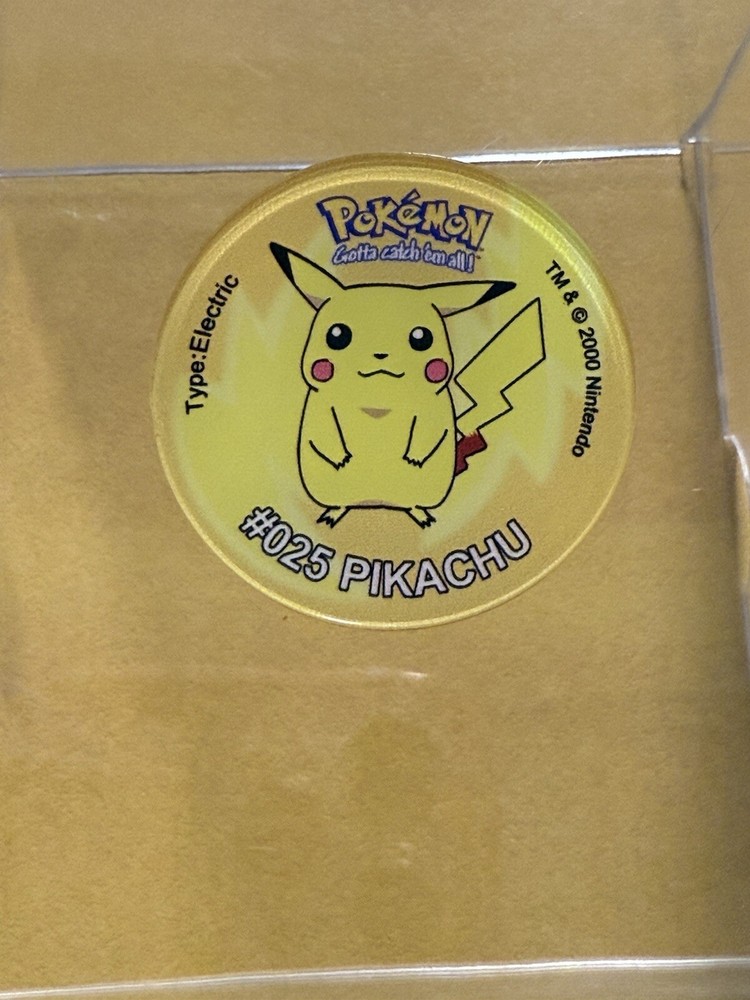 POKéMON
Gotta catch 'em all!
Type:Electric
TM & © 2000 Nintendo
#025 PIKACHU